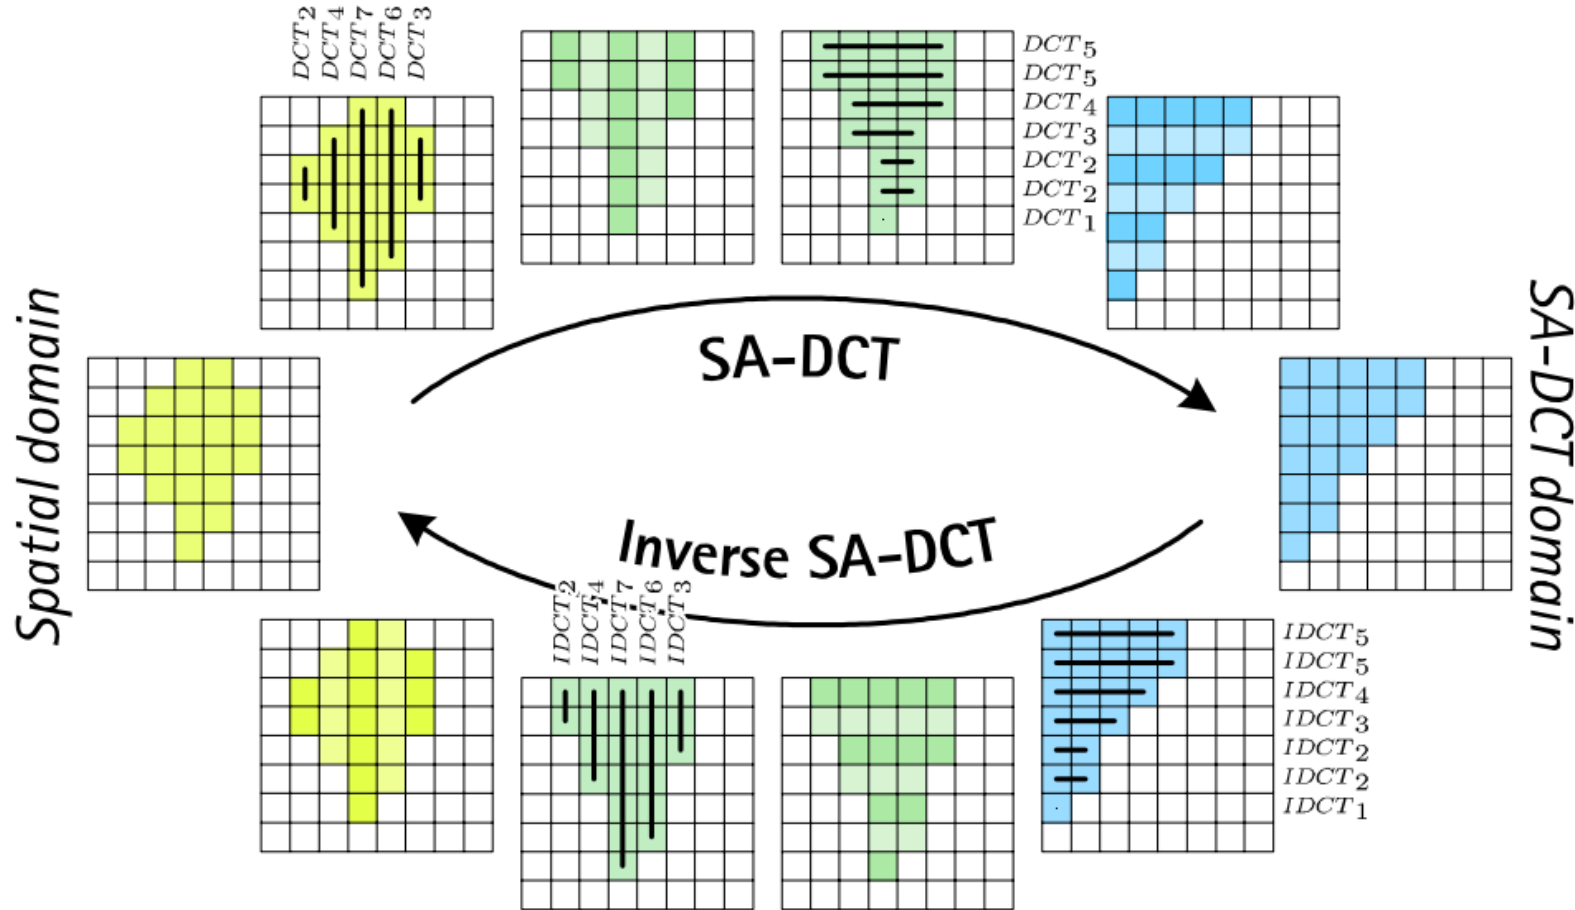 DCT₂
DCT₄
DCT₇
DCT₆
DCT₃
DCT₅
DCT₅
DCT₄
DCT₃
DCT₂
DCT₂
DCT₁
Spatial domain
SA-DCT
SA-DCT domain
Inverse SA-DCT
IDCT₂
IDCT₄
IDCT₇
IDCT₆
IDCT₃
IDCT₅
IDCT₅
IDCT₄
IDCT₃
IDCT₂
IDCT₂
IDCT₁